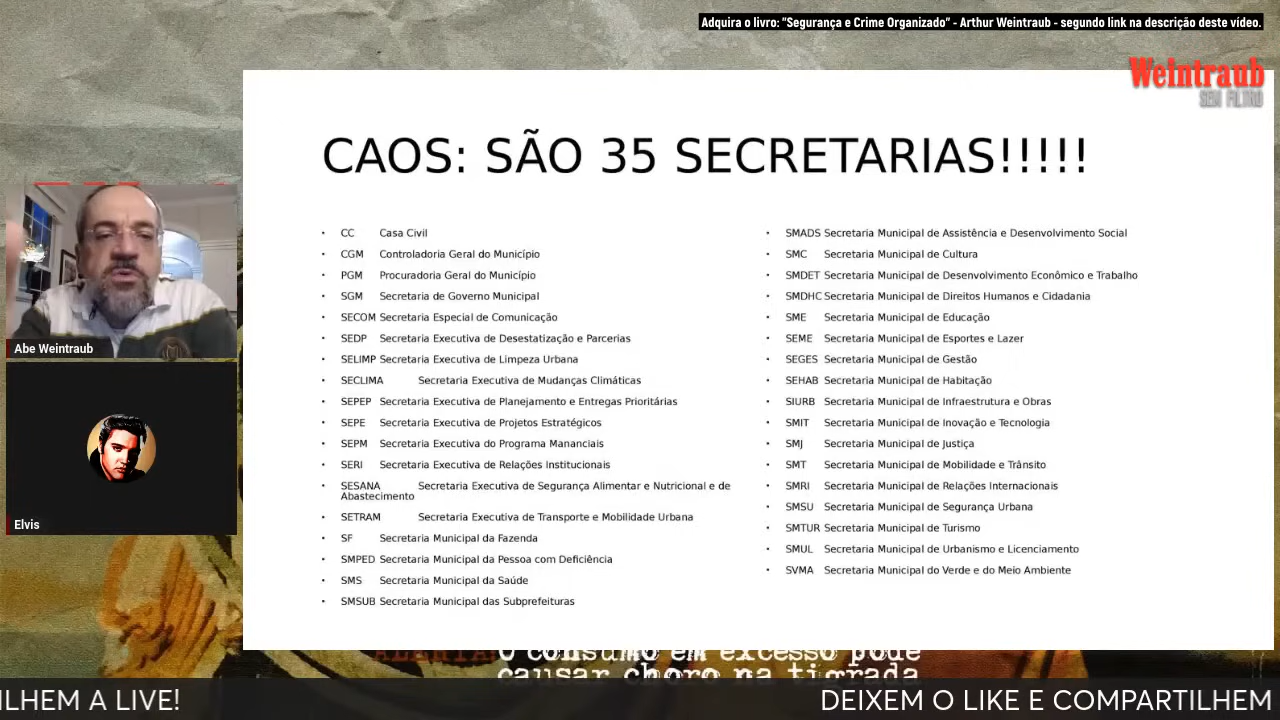 Adquira o livro: "Segurança e Crime Organizado" - Arthur Weintraub - segundo link na descrição deste vídeo.
Weintraub
SEM FILTRO
CAOS: SÃO 35 SECRETARIAS!!!!!
• CC Casa Civil
• CGM Controladoria Geral do Município
• PGM Procuradoria Geral do Município
• SGM Secretaria de Governo Municipal
• SECOM Secretaria Especial de Comunicação
• SEDP Secretaria Executiva de Desestatização e Parcerias
• SELIMP Secretaria Executiva de Limpeza Urbana
• SECLIMA Secretaria Executiva de Mudanças Climáticas
• SEPEP Secretaria Executiva de Planejamento e Entregas Prioritárias
• SEPE Secretaria Executiva de Projetos Estratégicos
• SEPM Secretaria Executiva do Programa Mananciais
• SERI Secretaria Executiva de Relações Institucionais
• SESANA Secretaria Executiva de Segurança Alimentar e Nutricional e de
Abastecimento
• SETRAM Secretaria Executiva de Transporte e Mobilidade Urbana
• SF Secretaria Municipal da Fazenda
• SMPED Secretaria Municipal da Pessoa com Deficiência
• SMS Secretaria Municipal da Saúde
• SMSUB Secretaria Municipal das Subprefeituras
• SMADS Secretaria Municipal de Assistência e Desenvolvimento Social
• SMC Secretaria Municipal de Cultura
• SMDET Secretaria Municipal de Desenvolvimento Econômico e Trabalho
• SMDHC Secretaria Municipal de Direitos Humanos e Cidadania
• SME Secretaria Municipal de Educação
• SEME Secretaria Municipal de Esportes e Lazer
• SEGES Secretaria Municipal de Gestão
• SEHAB Secretaria Municipal de Habitação
• SIURB Secretaria Municipal de Infraestrutura e Obras
• SMIT Secretaria Municipal de Inovação e Tecnologia
• SMJ Secretaria Municipal de Justiça
• SMT Secretaria Municipal de Mobilidade e Trânsito
• SMRI Secretaria Municipal de Relações Internacionais
• SMSU Secretaria Municipal de Segurança Urbana
• SMTUR Secretaria Municipal de Turismo
• SMUL Secretaria Municipal de Urbanismo e Licenciamento
• SVMA Secretaria Municipal do Verde e do Meio Ambiente
Abe Weintraub
Elvis
ALERTA: O consumo em excesso pode
causar choro na tigrada
ILHEM A LIVE!
DEIXEM O LIKE E COMPARTILHEM